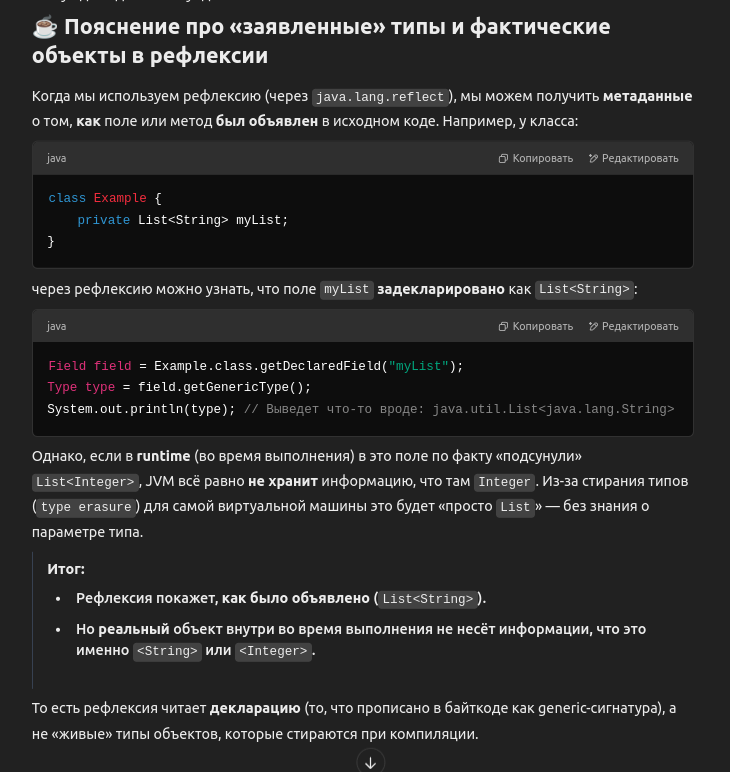 ☕ Пояснение про «заявленные» типы и фактические
объекты в рефлексии
Когда мы используем рефлексию (через java.lang.reflect), мы можем получить метаданные
о том, как поле или метод был объявлен в исходном коде. Например, у класса:
java Копировать Редактировать
class Example {
    private List<String> myList;
}
через рефлексию можно узнать, что поле myList задекларировано как List<String>:
java Копировать Редактировать
Field field = Example.class.getDeclaredField("myList");
Type type = field.getGenericType();
System.out.println(type); // Выведет что-то вроде: java.util.List<java.lang.String>
Однако, если в runtime (во время выполнения) в это поле по факту «подсунули»
List<Integer>, JVM всё равно не хранит информацию, что там Integer. Из-за стирания типов
(type erasure) для самой виртуальной машины это будет «просто List» — без знания о
параметре типа.
Итог:
• Рефлексия покажет, как было объявлено (List<String>).
• Но реальный объект внутри во время выполнения не несёт информации, что это
именно <String> или <Integer>.
То есть рефлексия читает декларацию (то, что прописано в байткоде как generic-сигнатура), а
не «живые» типы объектов, которые стираются при компиляции.